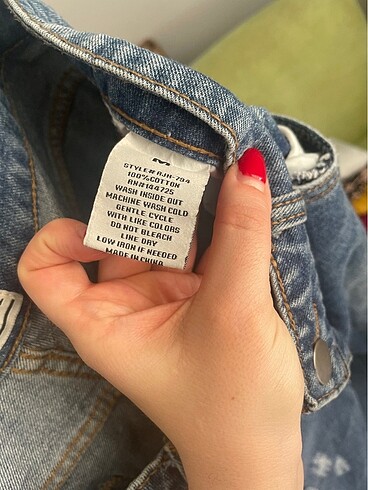 M
STYLE# RJH-794
100%COTTON
RN#144725
WASH INSIDE OUT
MACHINE WASH COLD
GENTLE CYCLE
WITH LIKE COLORS
DO NOT BLEACH
LINE DRY
LOW IRON IF NEEDED
MADE IN CHINA